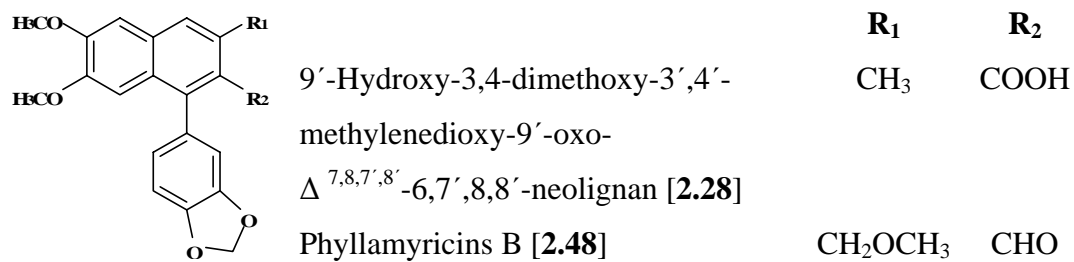 R₁ R₂
H₃CO R₁
H₃CO R₂
9´-Hydroxy-3,4-dimethoxy-3´,4´- CH₃ COOH
methylenedioxy-9´-oxo-
Δ ⁷,⁸,⁷´,⁸´-6,7´,8,8´-neolignan [2.28]
O
O
Phyllamyricins B [2.48] CH₂OCH₃ CHO